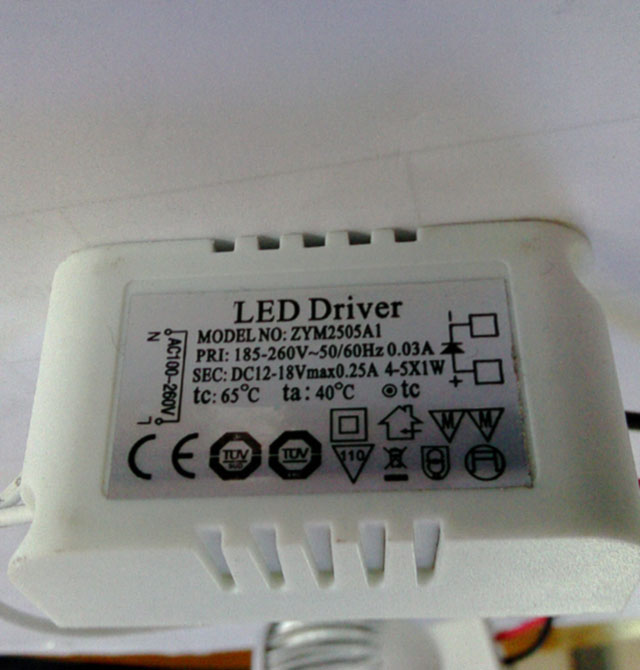 LED Driver
MODEL NO: ZYM2505A1
PRI: 185-260V~50/60Hz 0.03A
SEC: DC12-18Vmax0.25A 4-5X1W
tc: 65°C ta: 40°C tc
N
AC100-260V
L
-
+
M M
CE TÜV TÜV 110